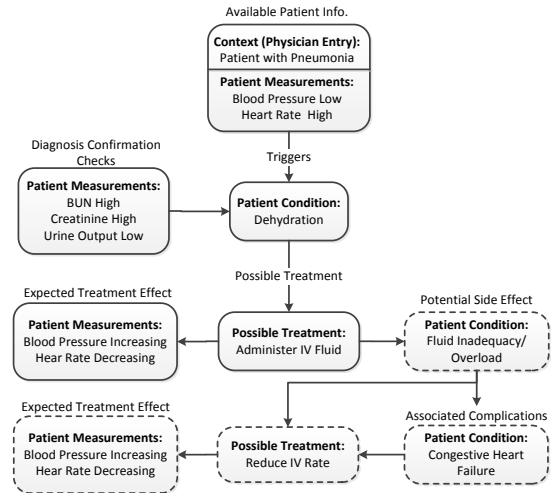 Available Patient Info.
Context (Physician Entry):
Patient with Pneumonia
Patient Measurements:
Blood Pressure Low
Heart Rate High
Triggers
Diagnosis Confirmation
Checks
Patient Measurements:
BUN High
Creatinine High
Urine Output Low
Patient Condition:
Dehydration
Possible Treatment
Expected Treatment Effect
Patient Measurements:
Blood Pressure Increasing
Hear Rate Decreasing
Possible Treatment:
Administer IV Fluid
Potential Side Effect
Patient Condition:
Fluid Inadequacy/
Overload
Expected Treatment Effect
Patient Measurements:
Blood Pressure Increasing
Hear Rate Decreasing
Possible Treatment:
Reduce IV Rate
Associated Complications
Patient Condition:
Congestive Heart
Failure